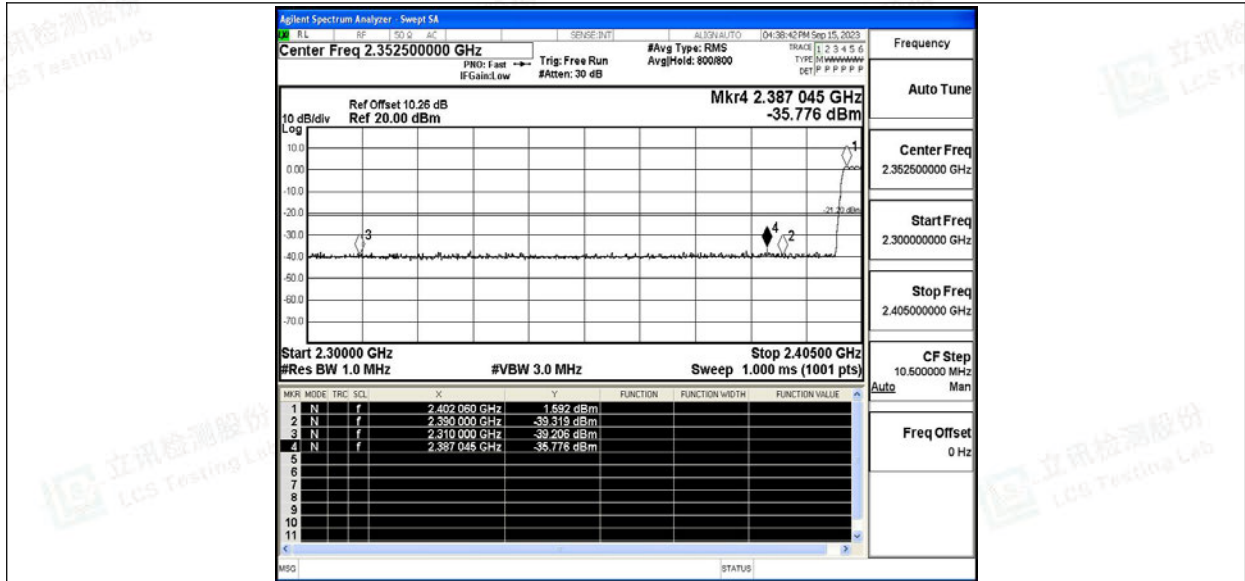 Agilent Spectrum Analyzer - Swept SA
RL RF 50 Ω AC SENSE:INT ALIGNAUTO 04:38:42 PM Sep 15, 2023
Center Freq 2.352500000 GHz
PNO: Fast
IFGain:Low
Trig: Free Run
#Atten: 30 dB
#Avg Type: RMS
Avg|Hold: 800/800
TRACE 1 2 3 4 5 6
TYPE M
DET P P P P P P
Mkr4 2.387 045 GHz
-35.776 dBm
Ref Offset 10.26 dB
10 dB/div Ref 20.00 dBm
Log
10.0
0.00
-10.0
-20.0
-30.0
-40.0
-50.0
-60.0
-70.0
1
3
4
2
Start 2.30000 GHz
Stop 2.40500 GHz
#Res BW 1.0 MHz
#VBW 3.0 MHz
Sweep 1.000 ms (1001 pts)
MKR MODE TRC SCL X Y FUNCTION FUNCTION WIDTH FUNCTION VALUE
1 N f 2.402 060 GHz 1.592 dBm
2 N f 2.390 000 GHz -39.319 dBm
3 N f 2.310 000 GHz -39.206 dBm
4 N f 2.387 045 GHz -35.776 dBm
5
6
7
8
9
10
11
MSG STATUS
Frequency
Auto Tune
Center Freq
2.352500000 GHz
Start Freq
2.300000000 GHz
Stop Freq
2.405000000 GHz
CF Step
10.500000 MHz
Auto Man
Freq Offset
0 Hz
立讯检测股份
LCS Testing Lab
立讯检测股份
LCS Testing Lab